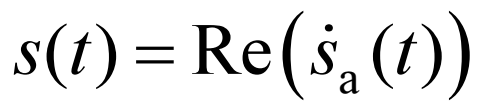 s(t) = Re(ṡₐ(t))